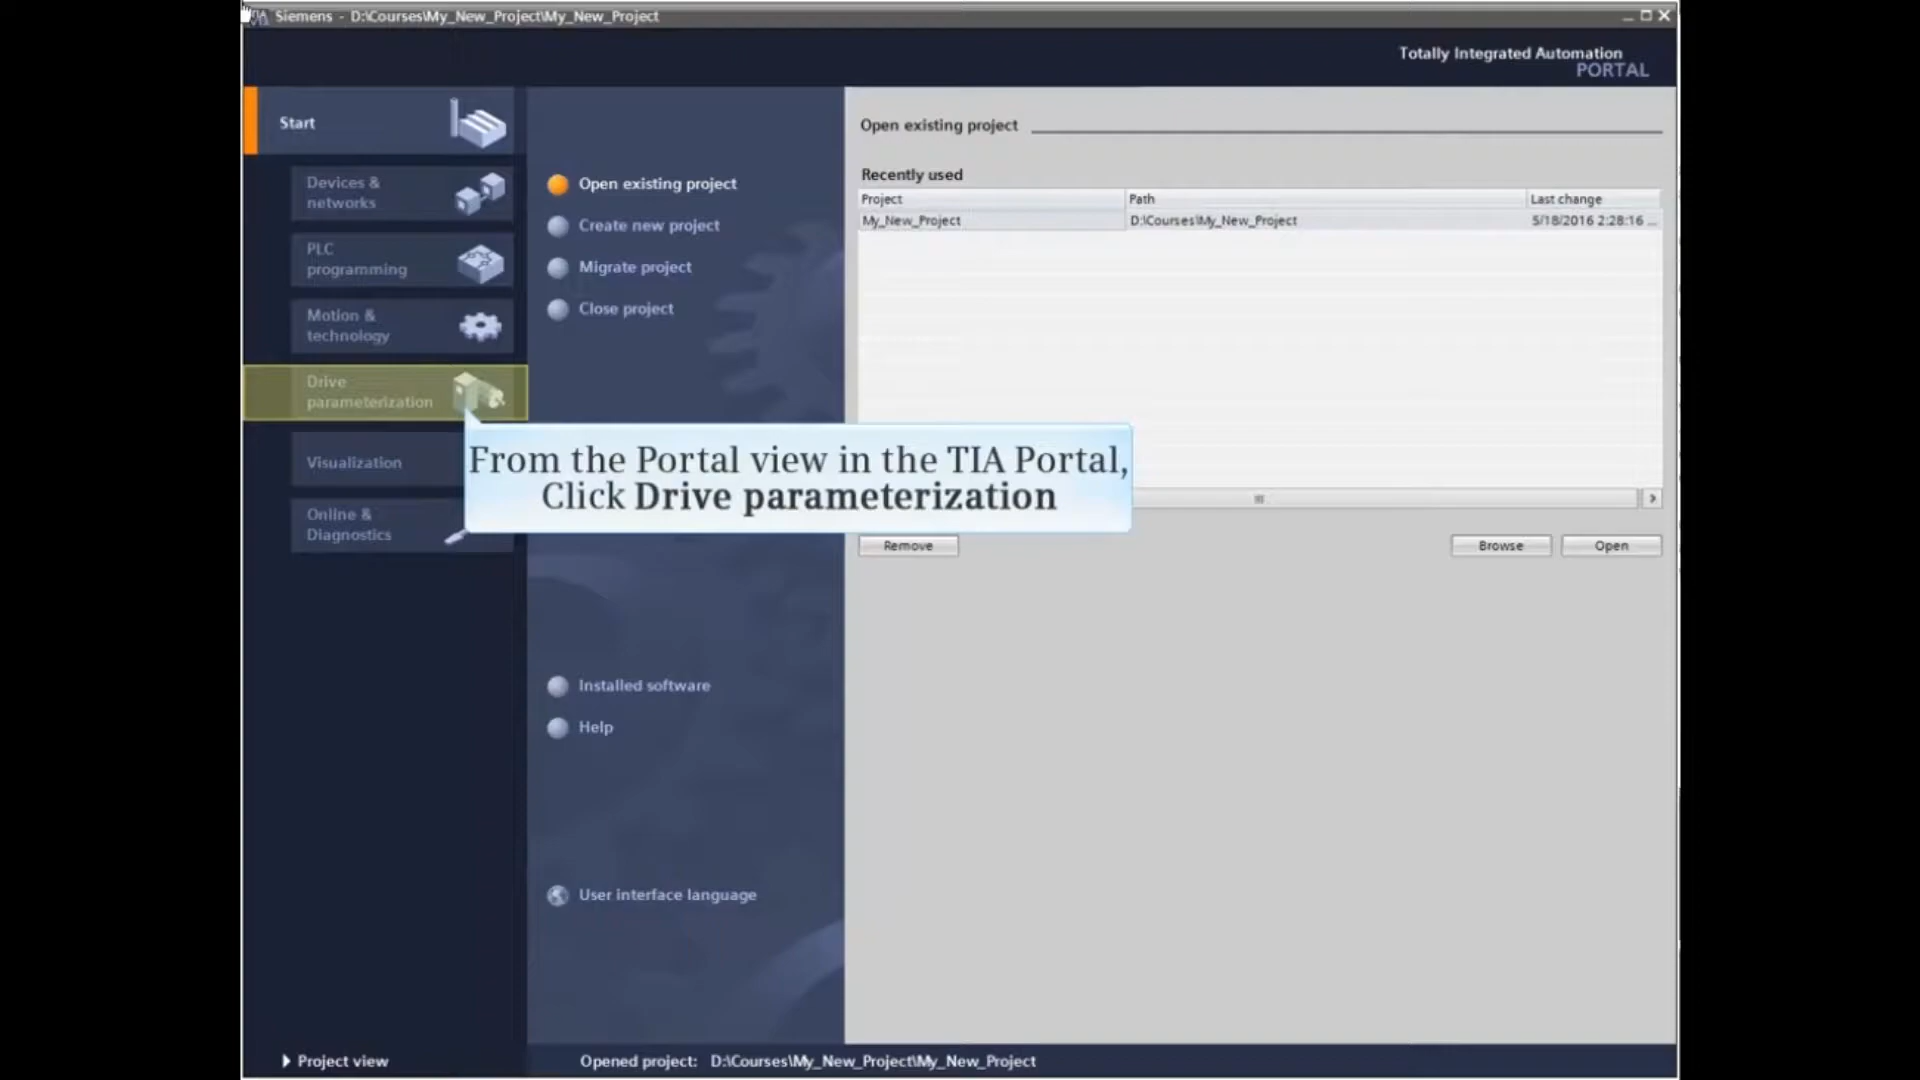 Siemens - D:\Courses\My_New_Project\My_New_Project
Totally Integrated Automation
PORTAL
Start
Devices &
networks
PLC
programming
Motion &
technology
Drive
parameterization
Visualization
Online &
Diagnostics
Open existing project
Create new project
Migrate project
Close project
Installed software
Help
User interface language
Open existing project
Recently used
Project Path Last change
My_New_Project D:\Courses\My_New_Project 5/18/2016 2:28:16 ...
From the Portal view in the TIA Portal,
Click Drive parameterization
Remove Browse Open
Project view Opened project: D:\Courses\My_New_Project\My_New_Project